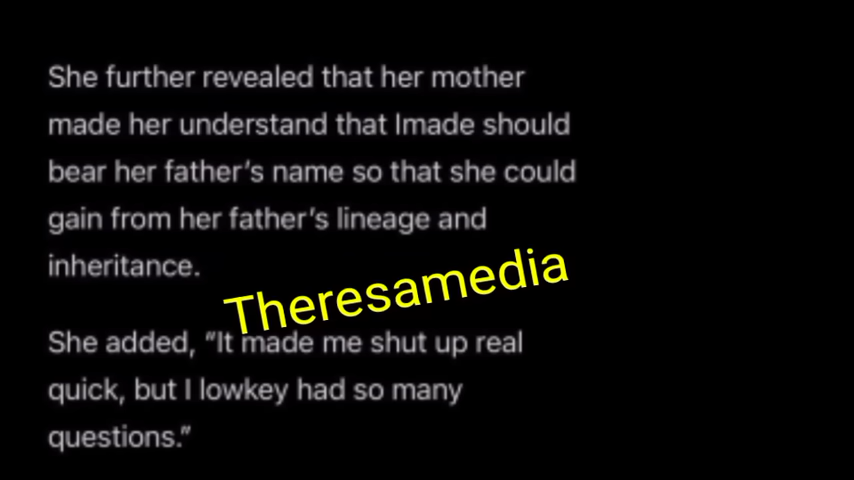 She further revealed that her mother
made her understand that Imade should
bear her father’s name so that she could
gain from her father’s lineage and
inheritance.
Theresamedia
She added, “It made me shut up real
quick, but I lowkey had so many
questions.”